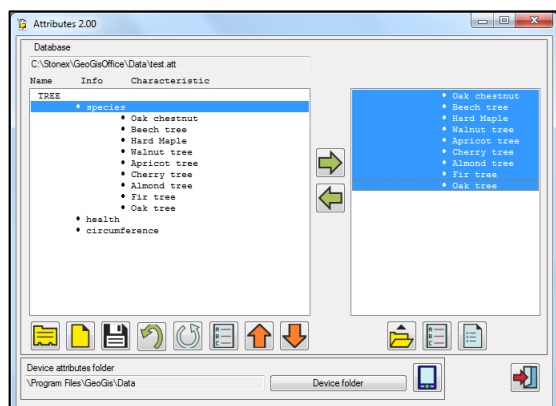 Attributes 2.00
Database
C:\Stonex\GeoGisOffice\Data\test.att
Name Info Characteristic
TREE
• species
• Oak chestnut
• Beech tree
• Hard Maple
• Walnut tree
• Apricot tree
• Cherry tree
• Almond tree
• Fir tree
• Oak tree
• health
• circumference
• Oak chestnut
• Beech tree
• Hard Maple
• Walnut tree
• Apricot tree
• Cherry tree
• Almond tree
• Fir tree
• Oak tree
Device attributes folder
\Program Files\GeoGis\Data
Device folder